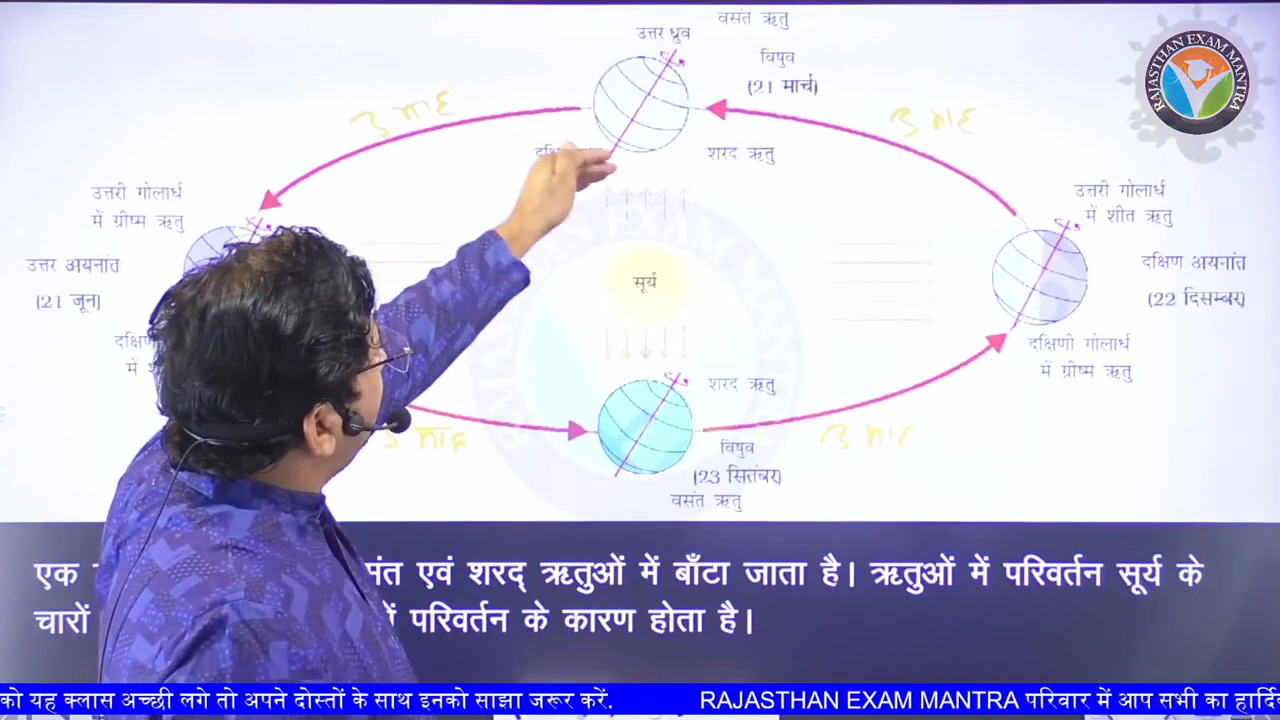 वसंत ऋतु
उत्तर ध्रुव
विषुव
(21 मार्च)
RAJASTHAN EXAM MANTRA
3 माह
3 माह
शरद ऋतु
उत्तरी गोलार्ध
में ग्रीष्म ऋतु
उत्तरी गोलार्ध
में शीत ऋतु
उत्तर अयनांत
(21 जून)
सूर्य
दक्षिण अयनांत
(22 दिसम्बर)
दक्षिणी गोलार्ध
में ग्रीष्म ऋतु
शरद ऋतु
3 माह
3 माह
विषुव
(23 सितंबर)
वसंत ऋतु
एक एवं शरद् ऋतुओं में बाँटा जाता है। ऋतुओं में परिवर्तन सूर्य के
चारों परिवर्तन के कारण होता है।
को यह क्लास अच्छी लगे तो अपने दोस्तों के साथ इनको साझा जरूर करें. RAJASTHAN EXAM MANTRA परिवार में आप सभी का